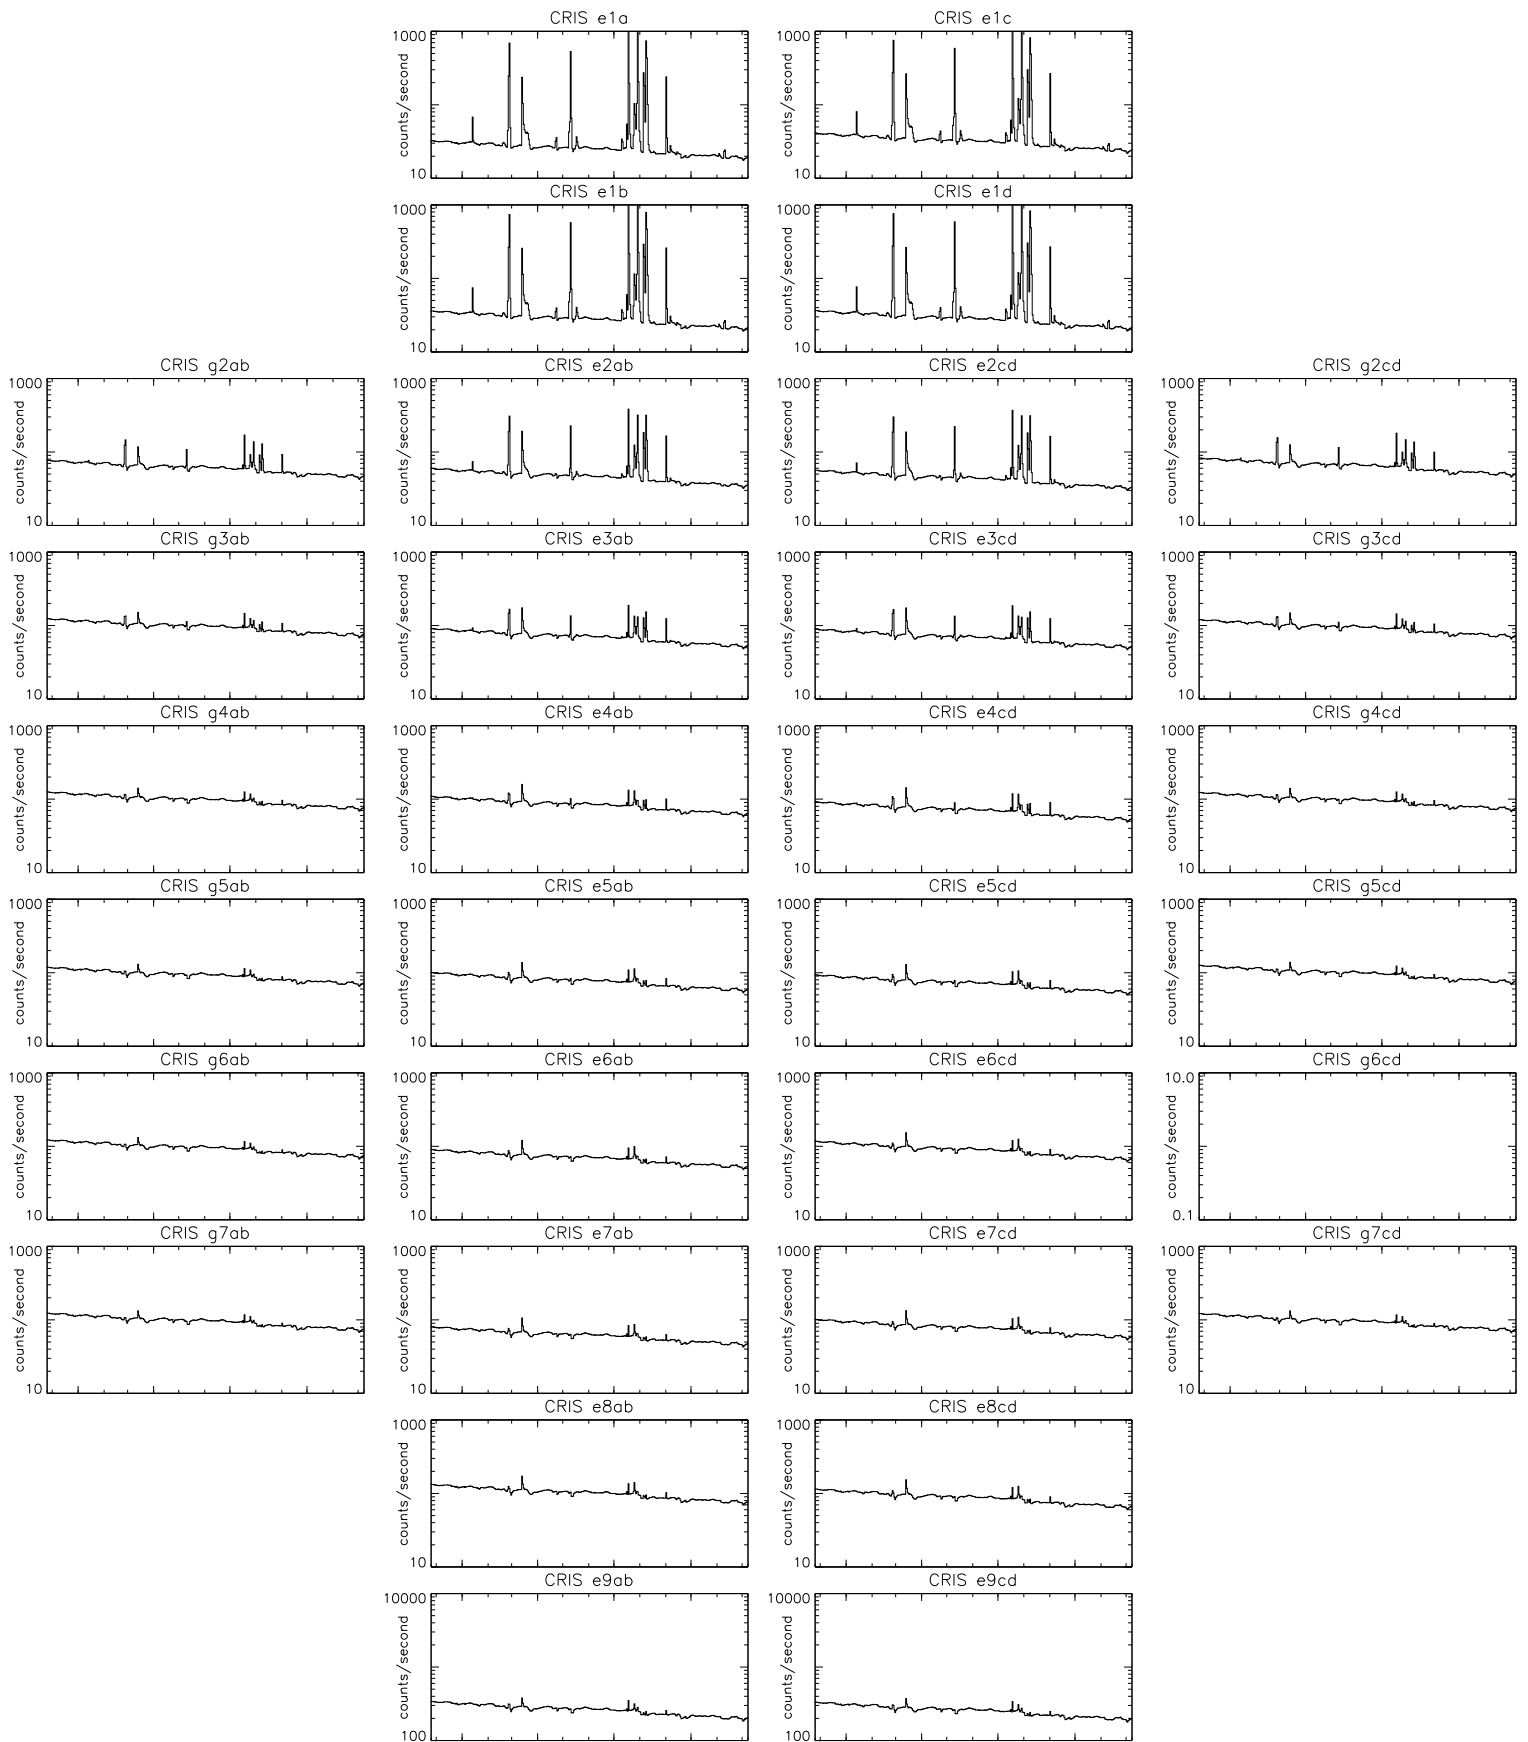 CRIS e1a CRIS e1c
1000 1000
counts/second counts/second
10 10
CRIS e1b CRIS e1d
1000 1000
counts/second counts/second
10 10
CRIS g2ab CRIS e2ab CRIS e2cd CRIS g2cd
1000 1000 1000 1000
counts/second counts/second counts/second counts/second
10 10 10 10
CRIS g3ab CRIS e3ab CRIS e3cd CRIS g3cd
1000 1000 1000 1000
counts/second counts/second counts/second counts/second
10 10 10 10
CRIS g4ab CRIS e4ab CRIS e4cd CRIS g4cd
1000 1000 1000 1000
counts/second counts/second counts/second counts/second
10 10 10 10
CRIS g5ab CRIS e5ab CRIS e5cd CRIS g5cd
1000 1000 1000 1000
counts/second counts/second counts/second counts/second
10 10 10 10
CRIS g6ab CRIS e6ab CRIS e6cd CRIS g6cd
1000 1000 1000 10.0
counts/second counts/second counts/second counts/second
10 10 10 0.1
CRIS g7ab CRIS e7ab CRIS e7cd CRIS g7cd
1000 1000 1000 1000
counts/second counts/second counts/second counts/second
10 10 10 10
CRIS e8ab CRIS e8cd
1000 1000
counts/second counts/second
10 10
CRIS e9ab CRIS e9cd
10000 10000
counts/second counts/second
100 100